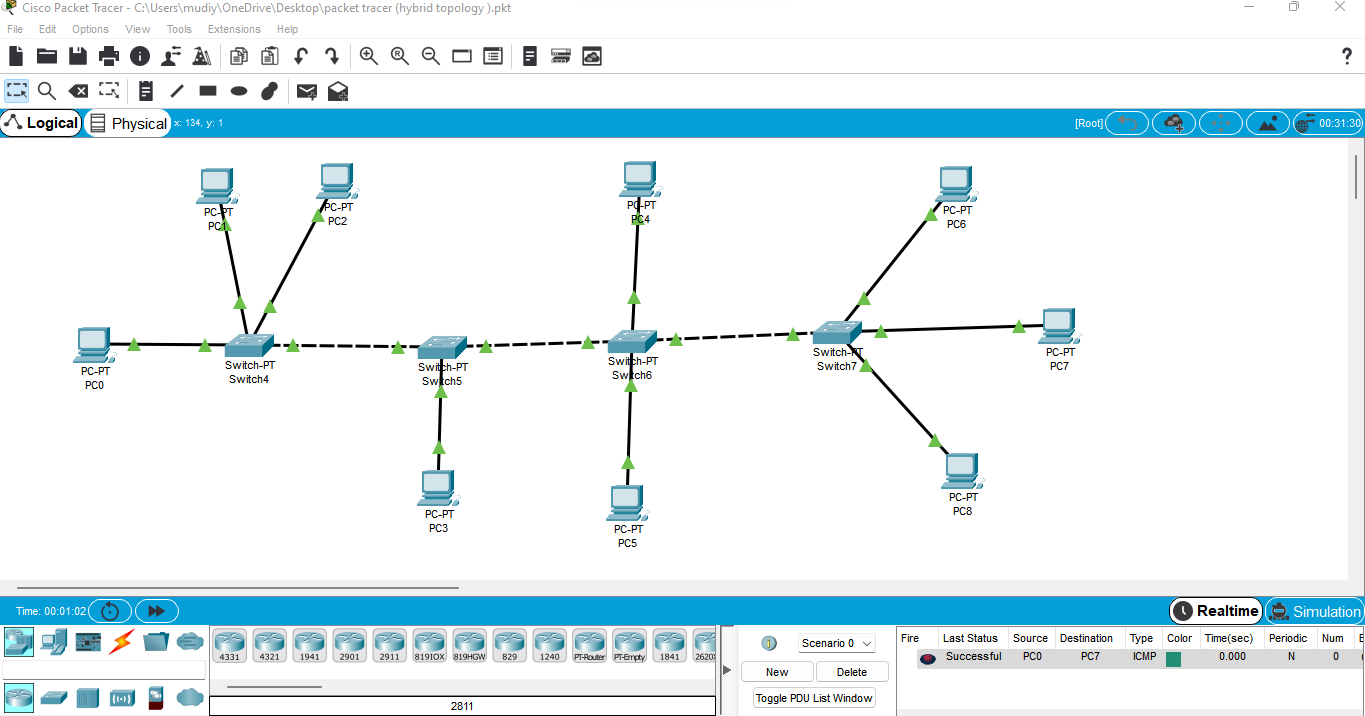 Cisco Packet Tracer - C:\Users\mudiy\OneDrive\Desktop\packet tracer (hybrid topology ).pkt
File Edit Options View Tools Extensions Help
Logical Physical x: 134, y: 1 [Root] 00:31:30
PC-PT
PC1
PC-PT
PC2
PC-PT
PC4
PC-PT
PC6
PC-PT
PC0
Switch-PT
Switch4
Switch-PT
Switch5
Switch-PT
Switch6
Switch-PT
Switch7
PC-PT
PC7
PC-PT
PC3
PC-PT
PC5
PC-PT
PC8
Time: 00:01:02 Realtime Simulation
4331 4321 1941 2901 2911 819IOX 819HGW 829 1240 PT-Router PT-Empty 1841 2620X
2811
Scenario 0
New Delete
Toggle PDU List Window
Fire Last Status Source Destination Type Color Time(sec) Periodic Num E
Successful PC0 PC7 ICMP 0.000 N 0